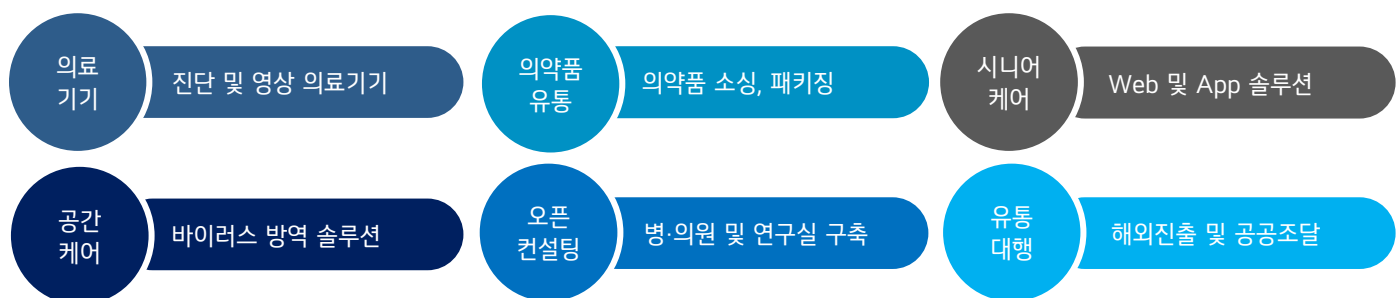 의료
기기
진단 및 영상 의료기기
의약품
유통
의약품 소싱, 패키징
시니어
케어
Web 및 App 솔루션
공간
케어
바이러스 방역 솔루션
오픈
컨설팅
병·의원 및 연구실 구축
유통
대행
해외진출 및 공공조달